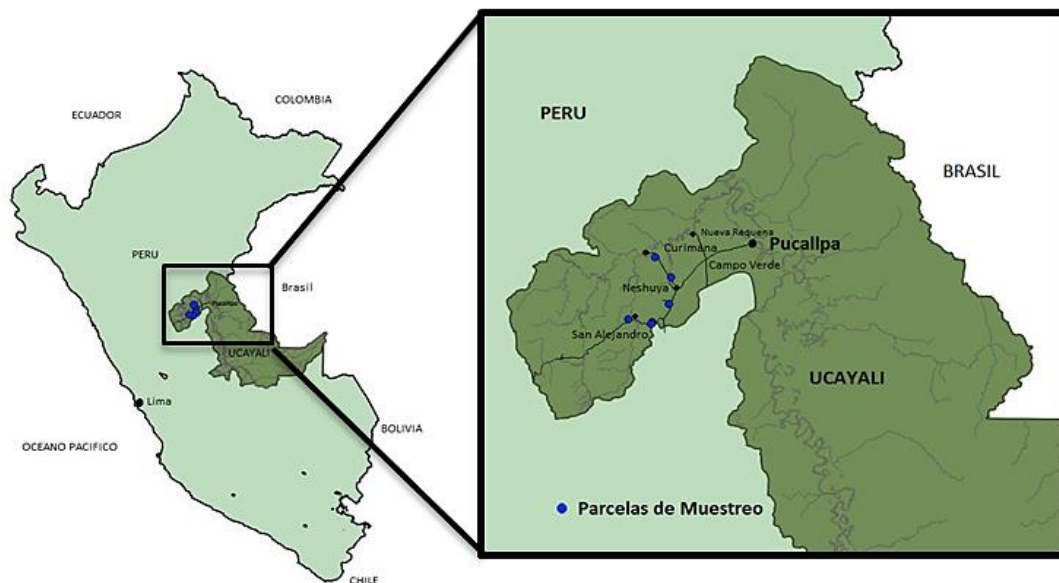 ECUADOR
COLOMBIA
PERU
Brasil
Pucallpa
UCAYALI
Lima
BOLIVIA
OCEANO PACIFICO
CHILE
PERU
BRASIL
Nueva Requena
Pucallpa
Curimana
Campo Verde
Neshuya
San Alejandro
UCAYALI
Parcelas de Muestreo